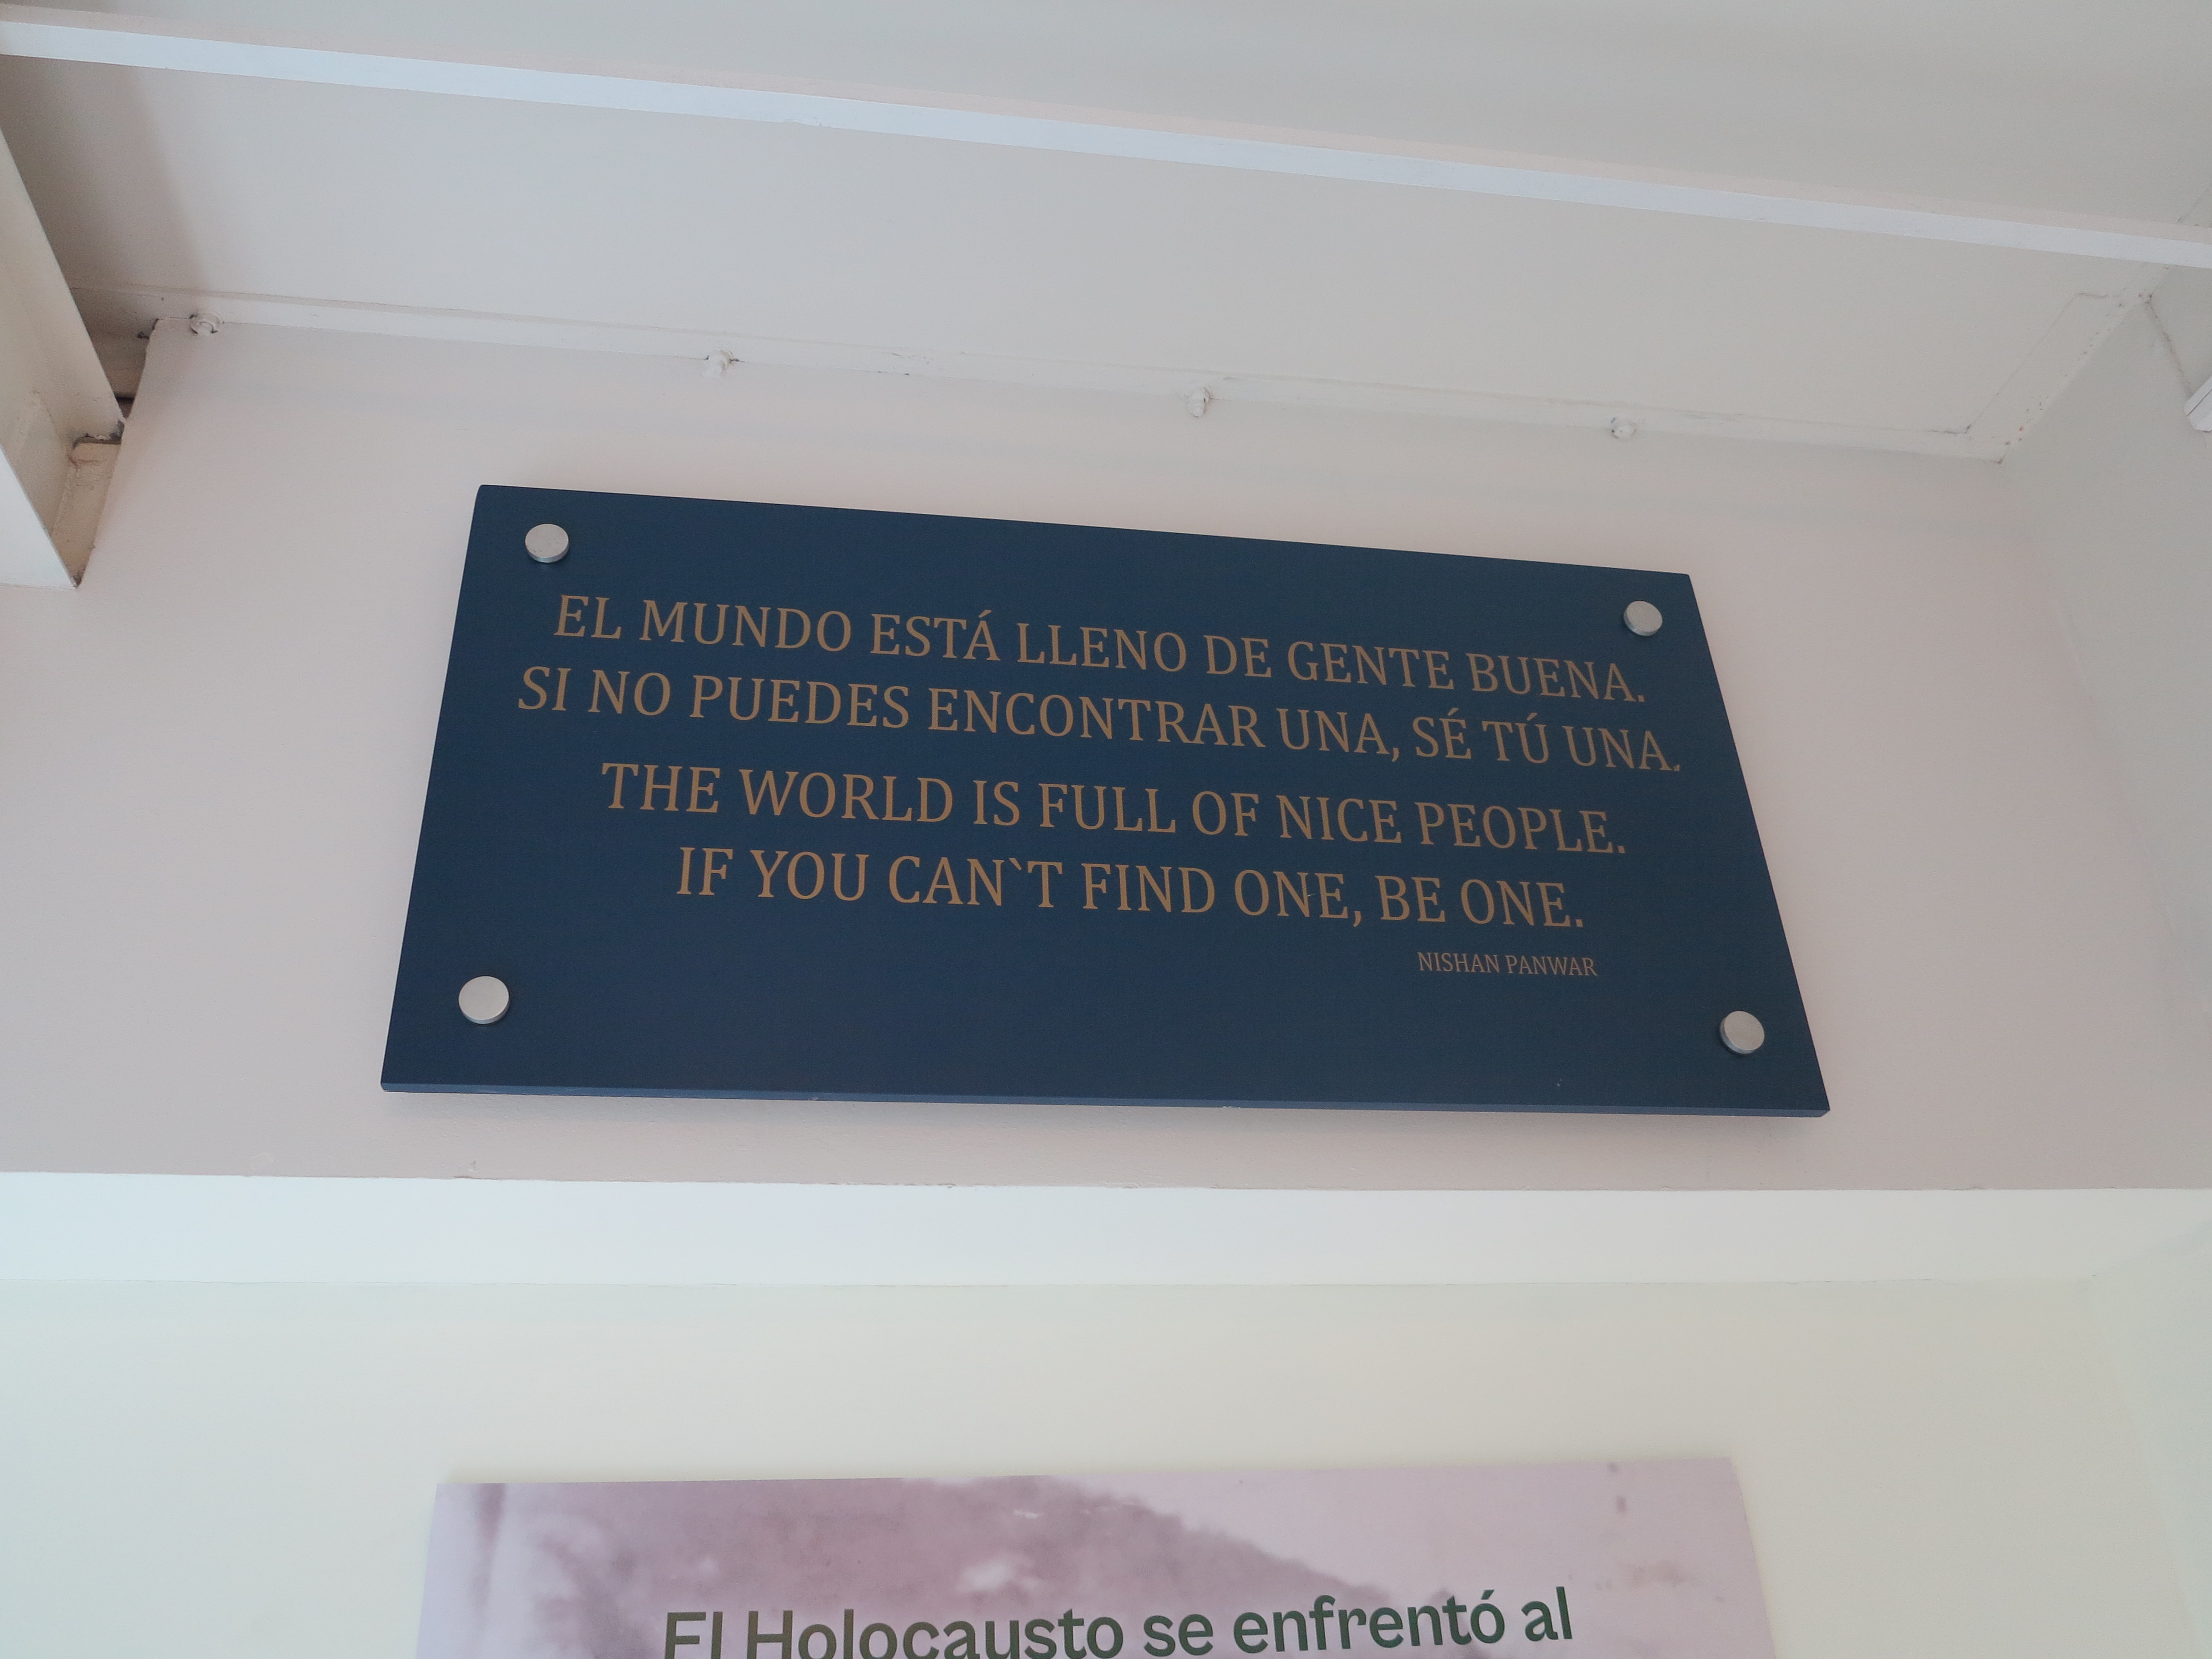 EL MUNDO ESTÁ LLENO DE GENTE BUENA.
SI NO PUEDES ENCONTRAR UNA, SÉ TÚ UNA.
THE WORLD IS FULL OF NICE PEOPLE.
IF YOU CAN`T FIND ONE, BE ONE.
NISHAN PANWAR
El Holocausto se enfrentó al